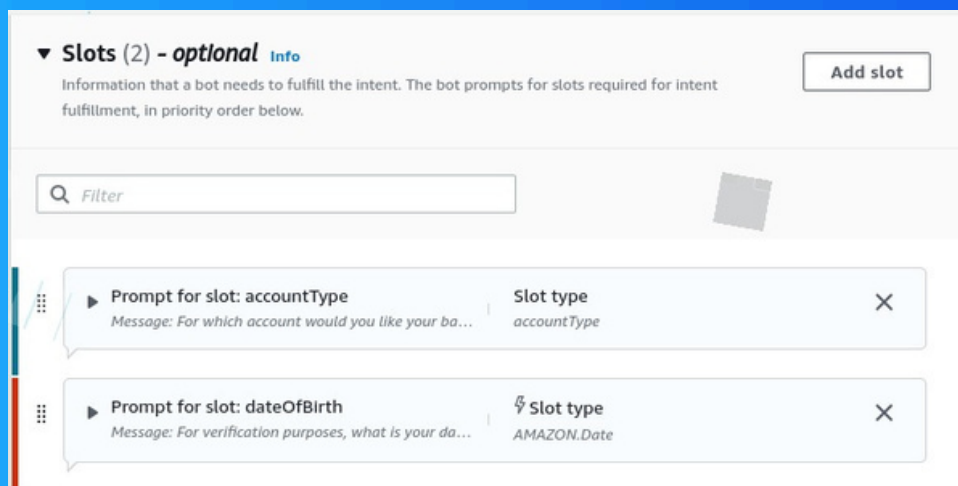 Slots (2) - optional Info
Information that a bot needs to fulfill the intent. The bot prompts for slots required for intent
fulfillment, in priority order below.
Add slot
Filter
Prompt for slot: accountType
Message: For which account would you like your ba...
Slot type
accountType
Prompt for slot: dateOfBirth
Message: For verification purposes, what is your da...
Slot type
AMAZON.Date